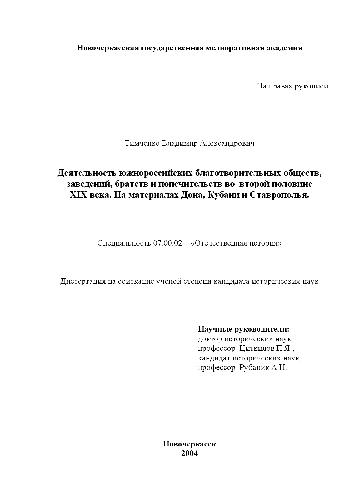 Новочеркасская государственная мелиоративная академия
На правах рукописи
Тимченко Владимир Александрович
Деятельность южнороссийских благотворительных обществ,
заведений, братств и попечительств во второй половине
XIX века. На материалах Дона, Кубани и Ставрополья.
Специальность 07.00.02 – «Отечественная история»
Диссертация на соискание ученой степени кандидата исторических наук
Научные руководители:
доктор исторических наук
профессор П.Я.
кандидат исторических наук
профессор Рубаник А.Н.
Новочеркасск
2004